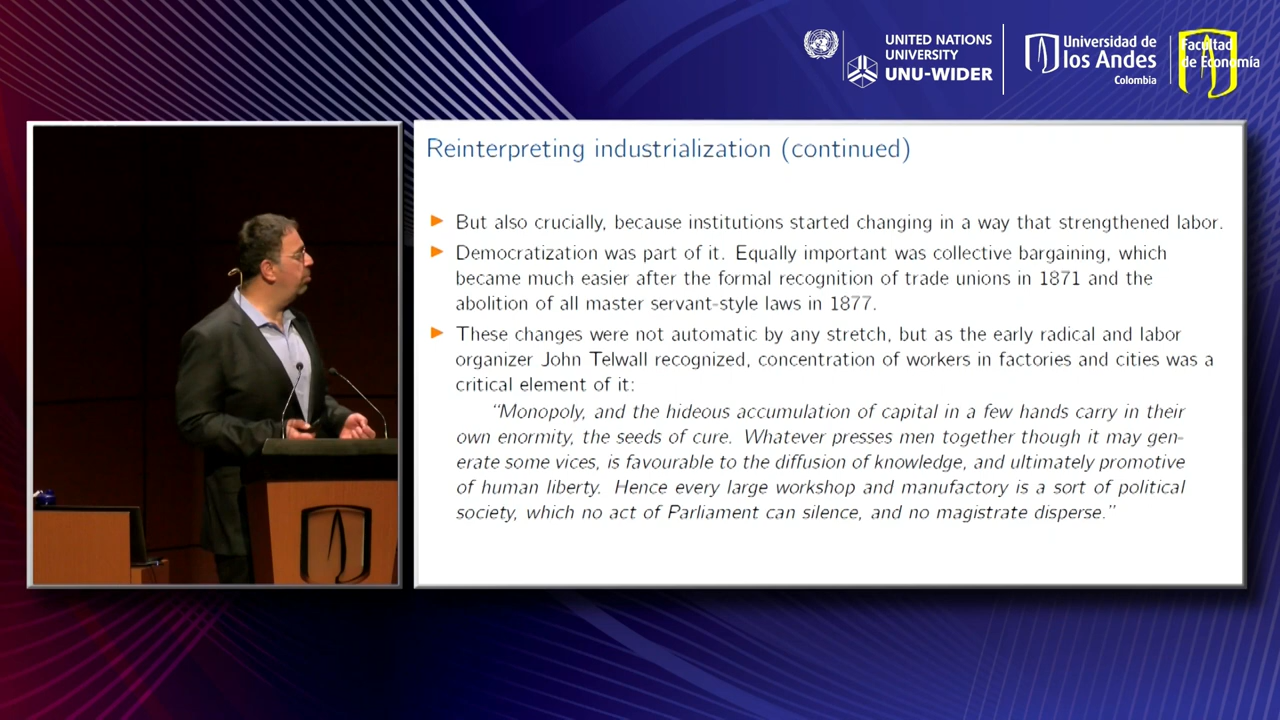 UNITED NATIONS
UNIVERSITY
UNU-WIDER
Universidad de
los Andes
Colombia
Facultad
de Economía
Reinterpreting industrialization (continued)
But also crucially, because institutions started changing in a way that strengthened labor.
Democratization was part of it. Equally important was collective bargaining, which
became much easier after the formal recognition of trade unions in 1871 and the
abolition of all master servant-style laws in 1877.
These changes were not automatic by any stretch, but as the early radical and labor
organizer John Telwall recognized, concentration of workers in factories and cities was a
critical element of it:
“Monopoly, and the hideous accumulation of capital in a few hands carry in their
own enormity, the seeds of cure. Whatever presses men together though it may gen-
erate some vices, is favourable to the diffusion of knowledge, and ultimately promotive
of human liberty. Hence every large workshop and manufactory is a sort of political
society, which no act of Parliament can silence, and no magistrate disperse.”